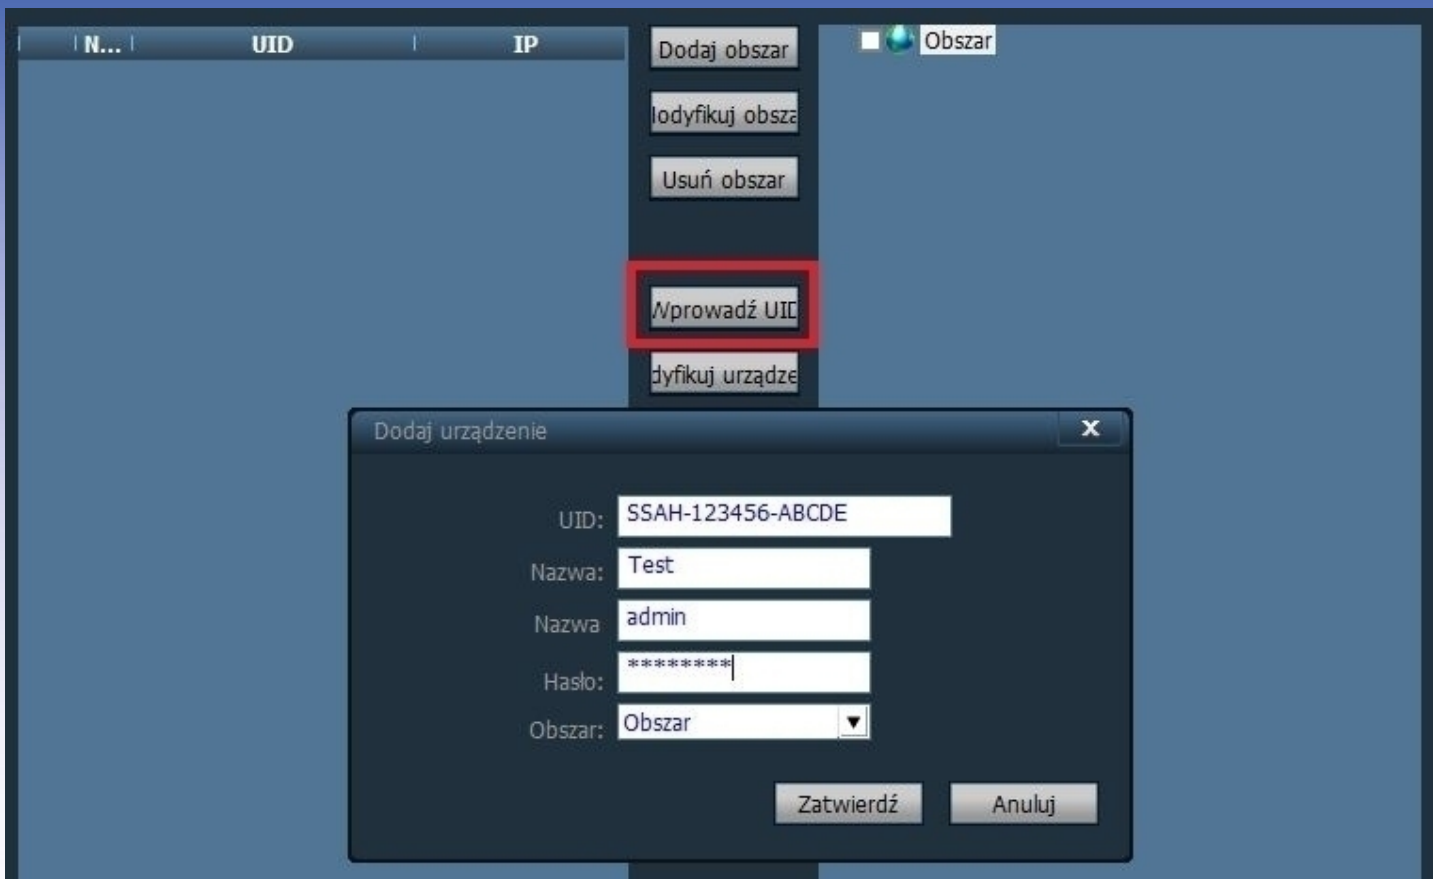 N... UID IP
Dodaj obszar
Obszar
lodyfikuj obsza
Usuń obszar
Wprowadź UID
dyfikuj urządze
Dodaj urządzenie X
UID: SSAH-123456-ABCDE
Nazwa: Test
Nazwa admin
Hasło: ********
Obszar: Obszar
Zatwierdź Anuluj